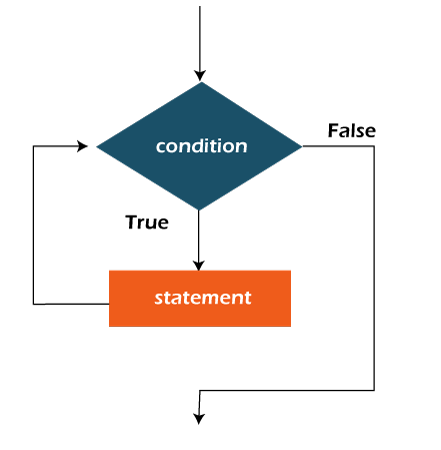 condition
False
True
statement